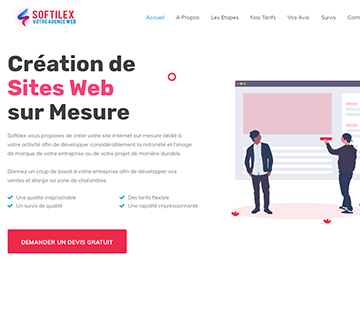 SOFTILEX
VOTRE AGENCE WEB
Accueil A Propos Les Etapes Nos Tarifs Vos Avis Suivis Cont
Création de
Sites Web
sur Mesure
Softilex vous proposes de créer votre site internet sur mesure dédié à
votre activité afin de développer considérablement la notoriété et l'image
de marque de votre entreprise ou de votre projet de manière durable.
Donnez un coup de boost à votre entreprise afin de développer vos
ventes et élargir sa zone de chalandise.
Une qualité irréprochable Des tarifs flexible
Un suivis de qualité Une rapidité impressionnante
DEMANDER UN DEVIS GRATUIT